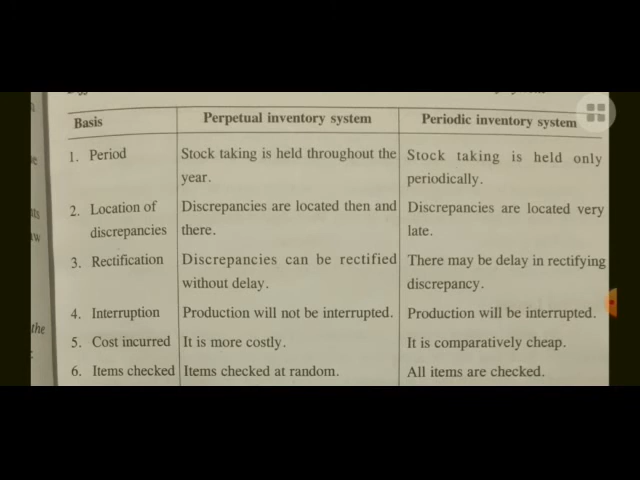 Basis Perpetual inventory system Periodic inventory system
1. Period Stock taking is held throughout the Stock taking is held only
year. periodically.
2. Location of Discrepancies are located then and Discrepancies are located very
discrepancies there. late.
3. Rectification Discrepancies can be rectified There may be delay in rectifying
without delay. discrepancy.
4. Interruption Production will not be interrupted. Production will be interrupted.
the
5. Cost incurred It is more costly. It is comparatively cheap.
6. Items checked Items checked at random. All items are checked.